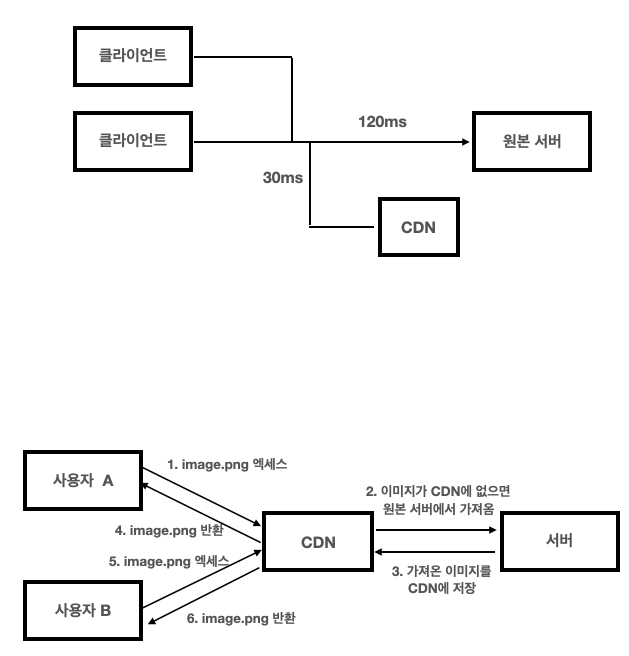 클라이언트
클라이언트
120ms
원본 서버
30ms
CDN
사용자 A
1. image.png 엑세스
2. 이미지가 CDN에 없으면
원본 서버에서 가져옴
4. image.png 반환
CDN
서버
5. image.png 엑세스
3. 가져온 이미지를
CDN에 저장
사용자 B
6. image.png 반환